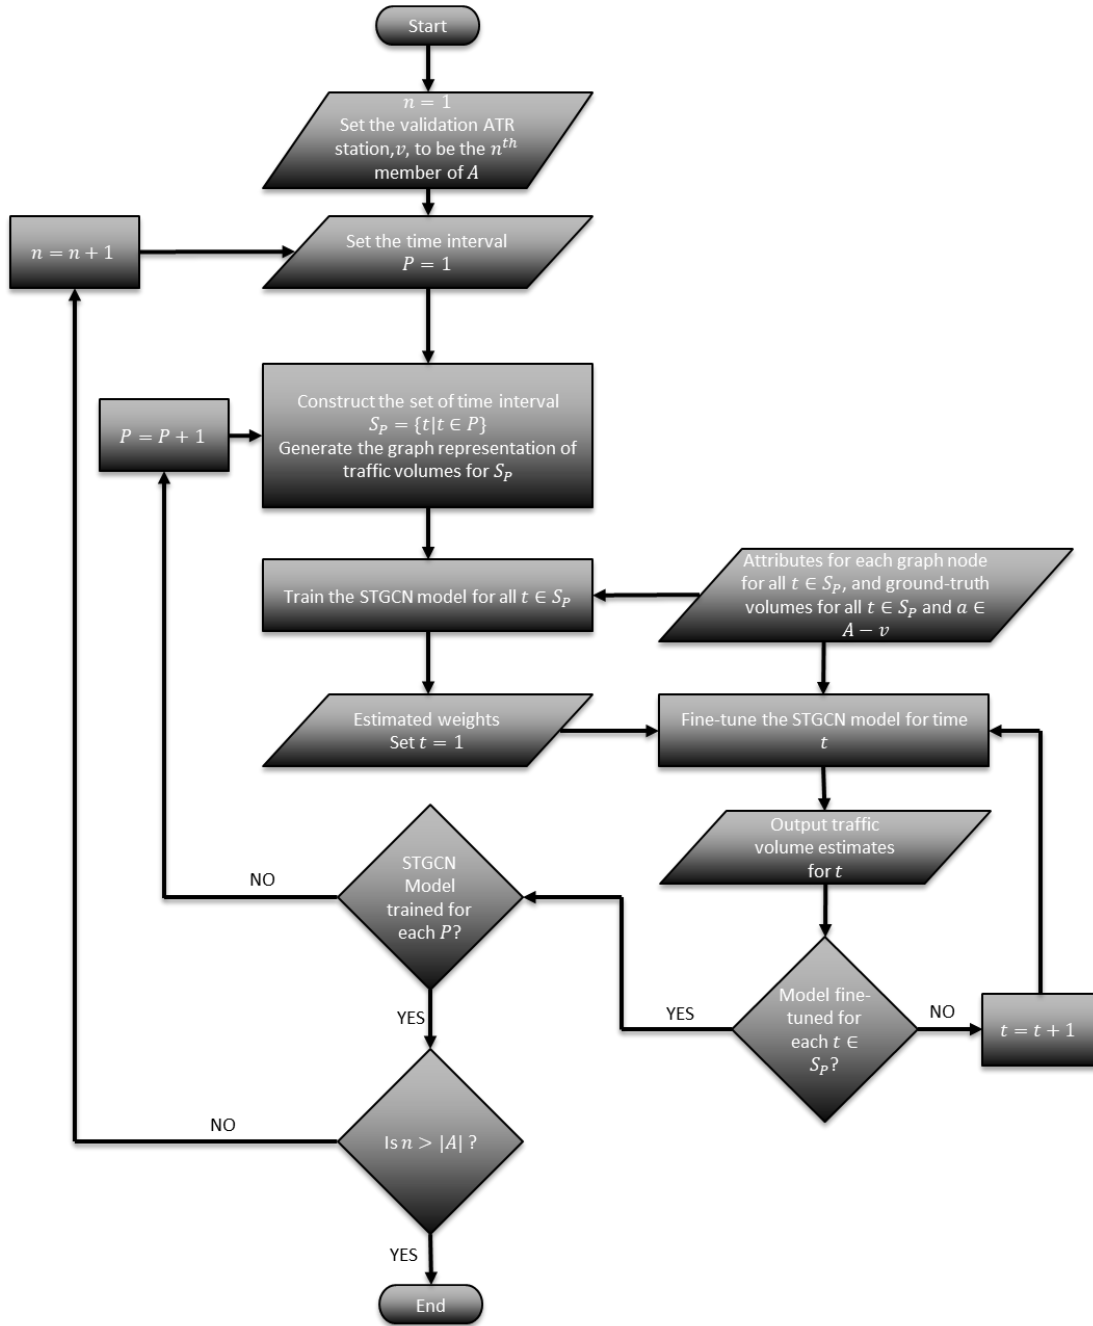 Start
n = 1
Set the validation ATR
station,v, to be the nᵗʰ
member of A
n = n + 1
Set the time interval
P = 1
P = P + 1
Construct the set of time interval
S_P = {t|t ∈ P}
Generate the graph representation of
traffic volumes for S_P
Train the STGCN model for all t ∈ S_P
Attributes for each graph node
for all t ∈ S_P, and ground-truth
volumes for all t ∈ S_P and a ∈
A − v
Estimated weights
Set t = 1
Fine-tune the STGCN model for time
t
Output traffic
volume estimates
for t
NO
STGCN
Model
trained for
each P?
YES
YES
Model fine-
tuned for
each t ∈
S_P?
NO
t = t + 1
NO
Is n > |A| ?
YES
End